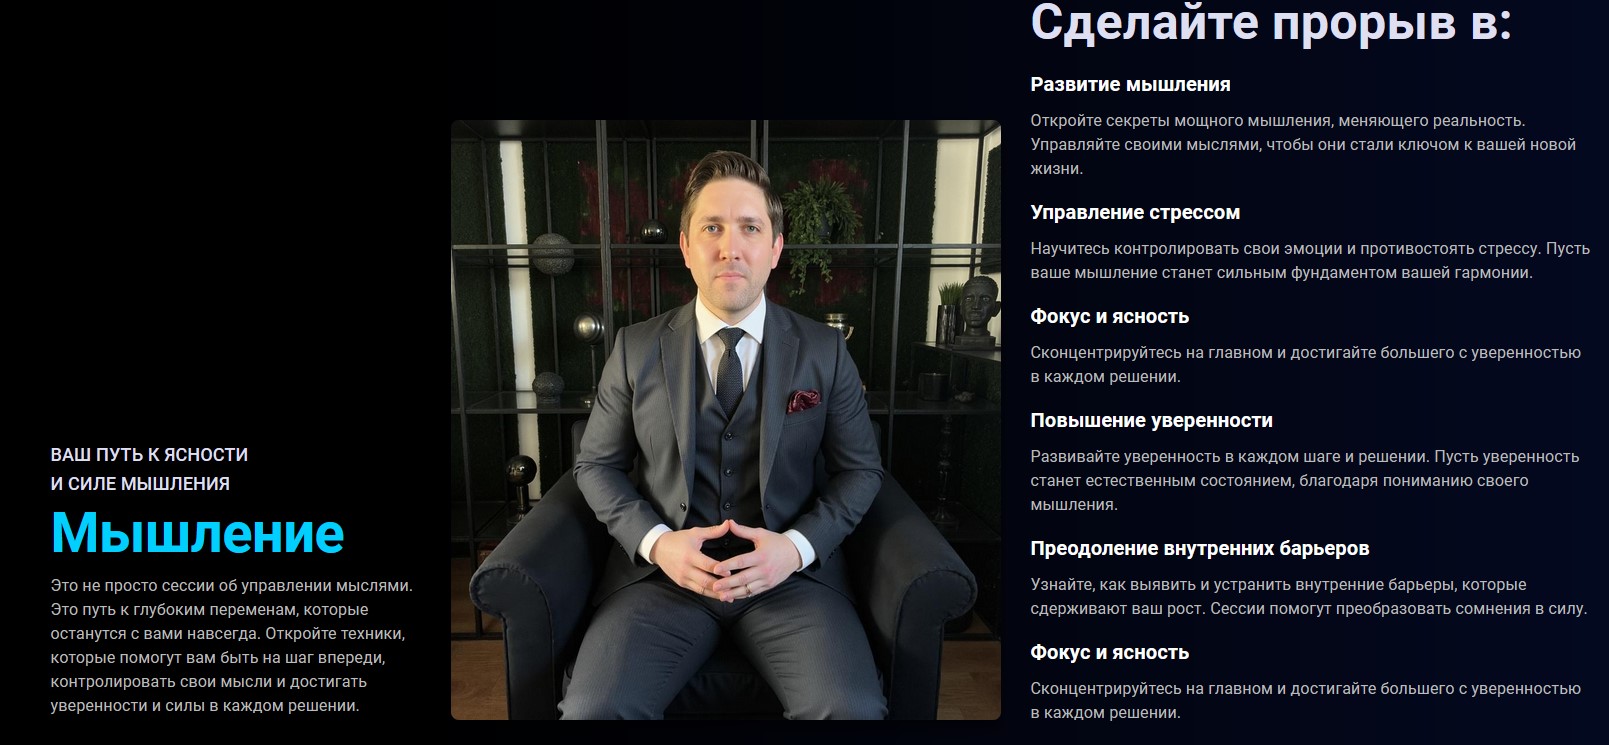 ВАШ ПУТЬ К ЯСНОСТИ
И СИЛЕ МЫШЛЕНИЯ
Мышление
Это не просто сессии об управлении мыслями.
Это путь к глубоким переменам, которые
останутся с вами навсегда. Откройте техники,
которые помогут вам быть на шаг впереди,
контролировать свои мысли и достигать
уверенности и силы в каждом решении.
Сделайте прорыв в:
Развитие мышления
Откройте секреты мощного мышления, меняющего реальность.
Управляйте своими мыслями, чтобы они стали ключом к вашей новой
жизни.
Управление стрессом
Научитесь контролировать свои эмоции и противостоять стрессу. Пусть
ваше мышление станет сильным фундаментом вашей гармонии.
Фокус и ясность
Сконцентрируйтесь на главном и достигайте большего с уверенностью
в каждом решении.
Повышение уверенности
Развивайте уверенность в каждом шаге и решении. Пусть уверенность
станет естественным состоянием, благодаря пониманию своего
мышления.
Преодоление внутренних барьеров
Узнайте, как выявить и устранить внутренние барьеры, которые
сдерживают ваш рост. Сессии помогут преобразовать сомнения в силу.
Фокус и ясность
Сконцентрируйтесь на главном и достигайте большего с уверенностью
в каждом решении.